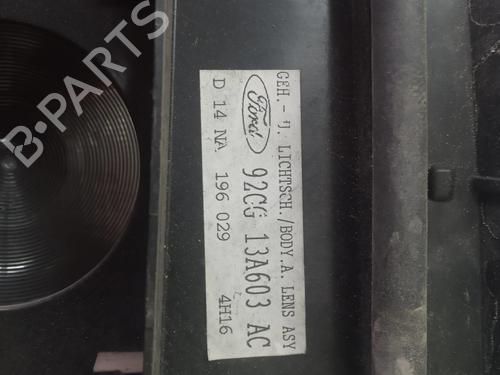 GEH. - U. LICHTSCH./BODY.A. LENS ASY
Ford 92CG 13A603 AC
D 14 NA 196 029 4H16
B-PARTS